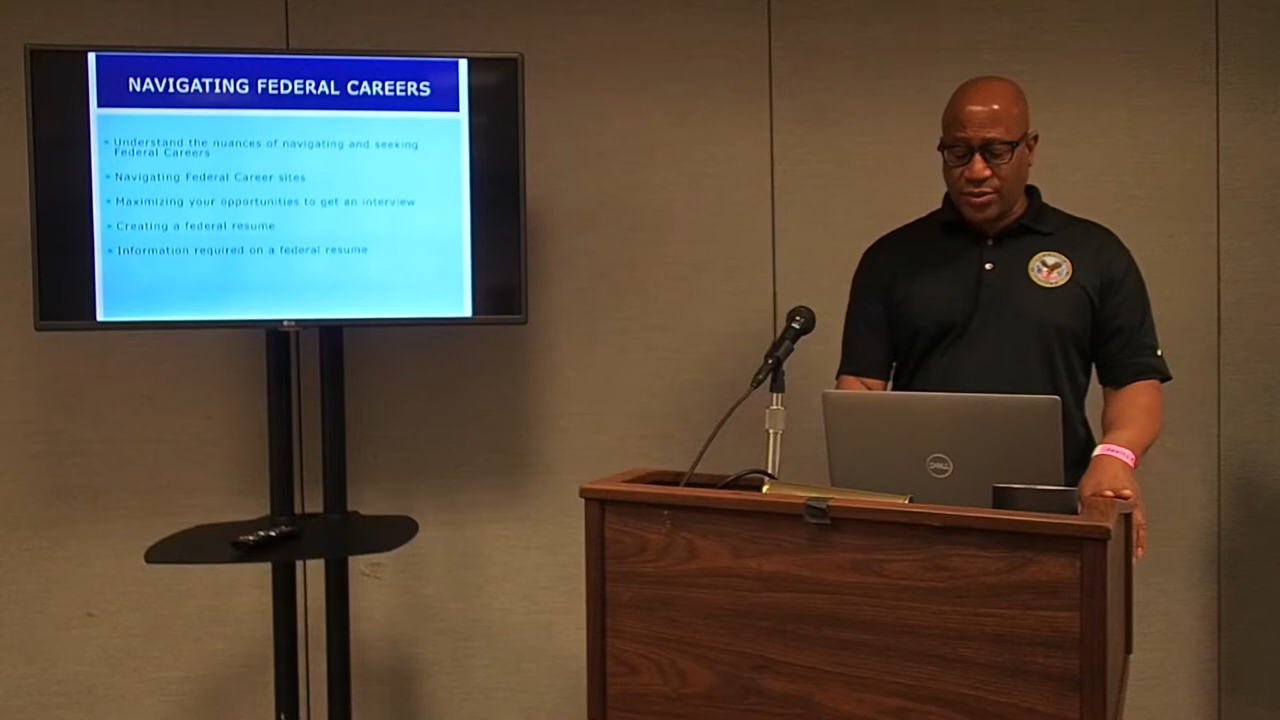 NAVIGATING FEDERAL CAREERS
Understand the nuances of navigating and seeking
Federal Careers
Navigating Federal Career sites
Maximizing your opportunities to get an interview
Creating a federal resume
Information required on a federal resume
LG
DELL